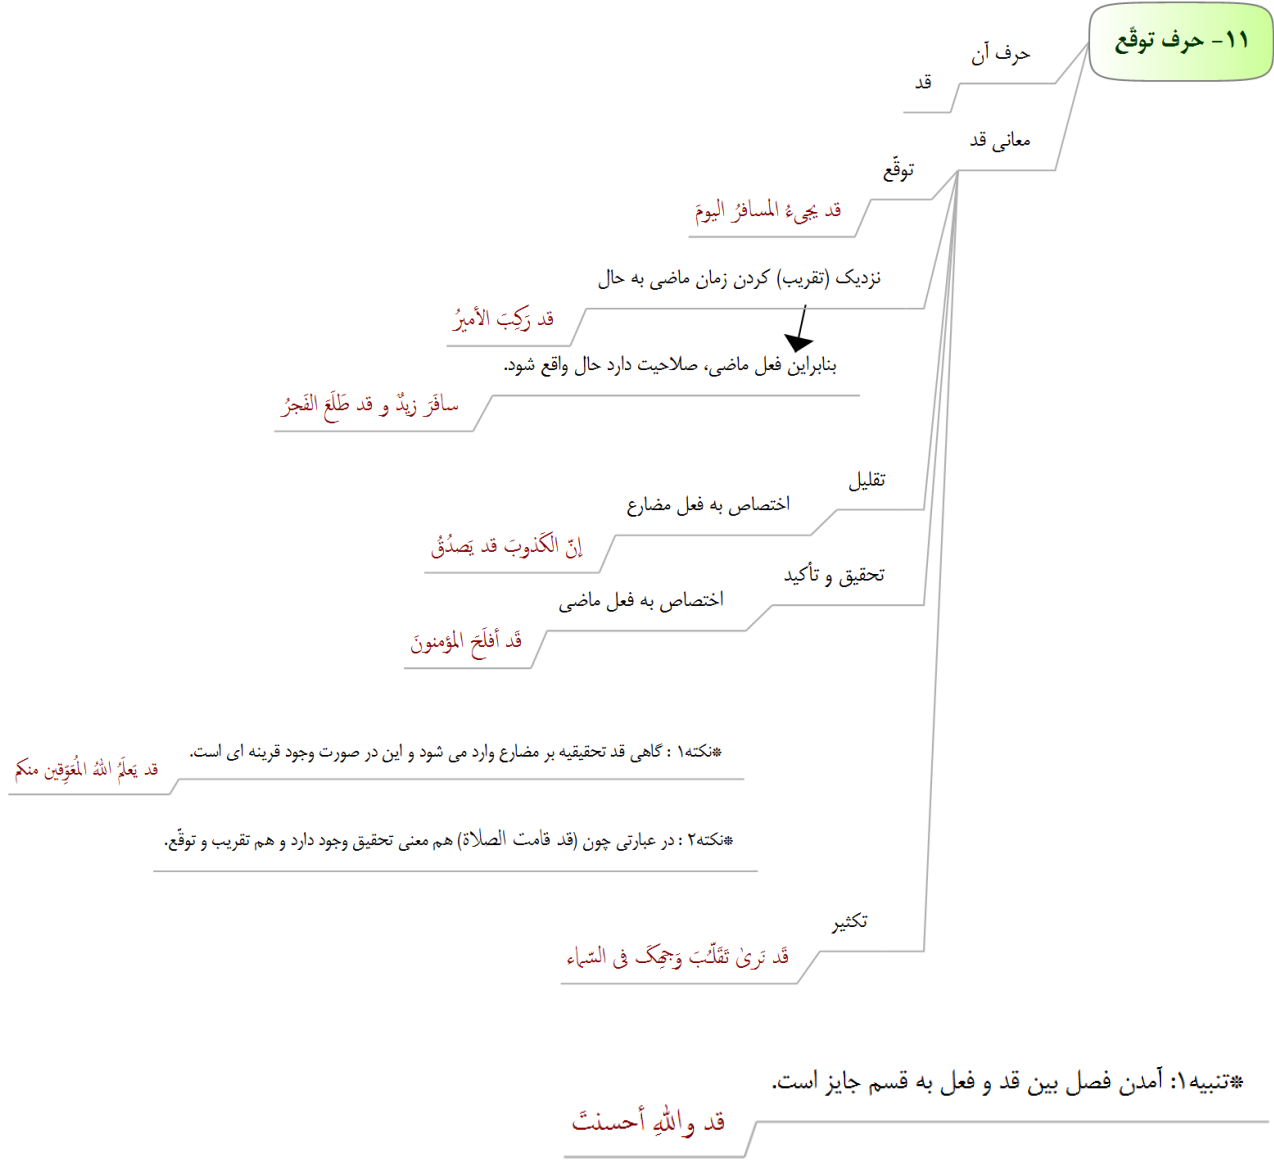 ۱۱- حرف توقّع
حرف آن
قد
معانی قد
توقّع
قد یجیءُ المسافرُ الیومَ
نزدیک (تقریب) کردن زمان ماضی به حال
قد رَکِبَ الأمیرُ
بنابراین فعل ماضی، صلاحیت دارد حال واقع شود.
سافَرَ زیدٌ و قد طَلَعَ الفَجرُ
تقلیل
اختصاص به فعل مضارع
إنّ الکَذوبَ قد یَصدُقُ
تحقیق و تأکید
اختصاص به فعل ماضی
قَد أفلَحَ المؤمنونَ
*نکته۱ : گاهی قد تحقیقیه بر مضارع وارد می شود و این در صورت وجود قرینه ای است.
قد یَعلَمُ اللهُ المُعَوِّقین منکم
*نکته۲ : در عبارتی چون (قد قامت الصلاة) هم معنی تحقیق وجود دارد و هم تقریب و توقّع.
تکثیر
قَد نَریٰ تَقَلُّبَ وَجهِکَ فی السّماء
*تنبیه۱: آمدن فصل بین قد و فعل به قسم جایز است.
قد واللهِ أحسنتَ